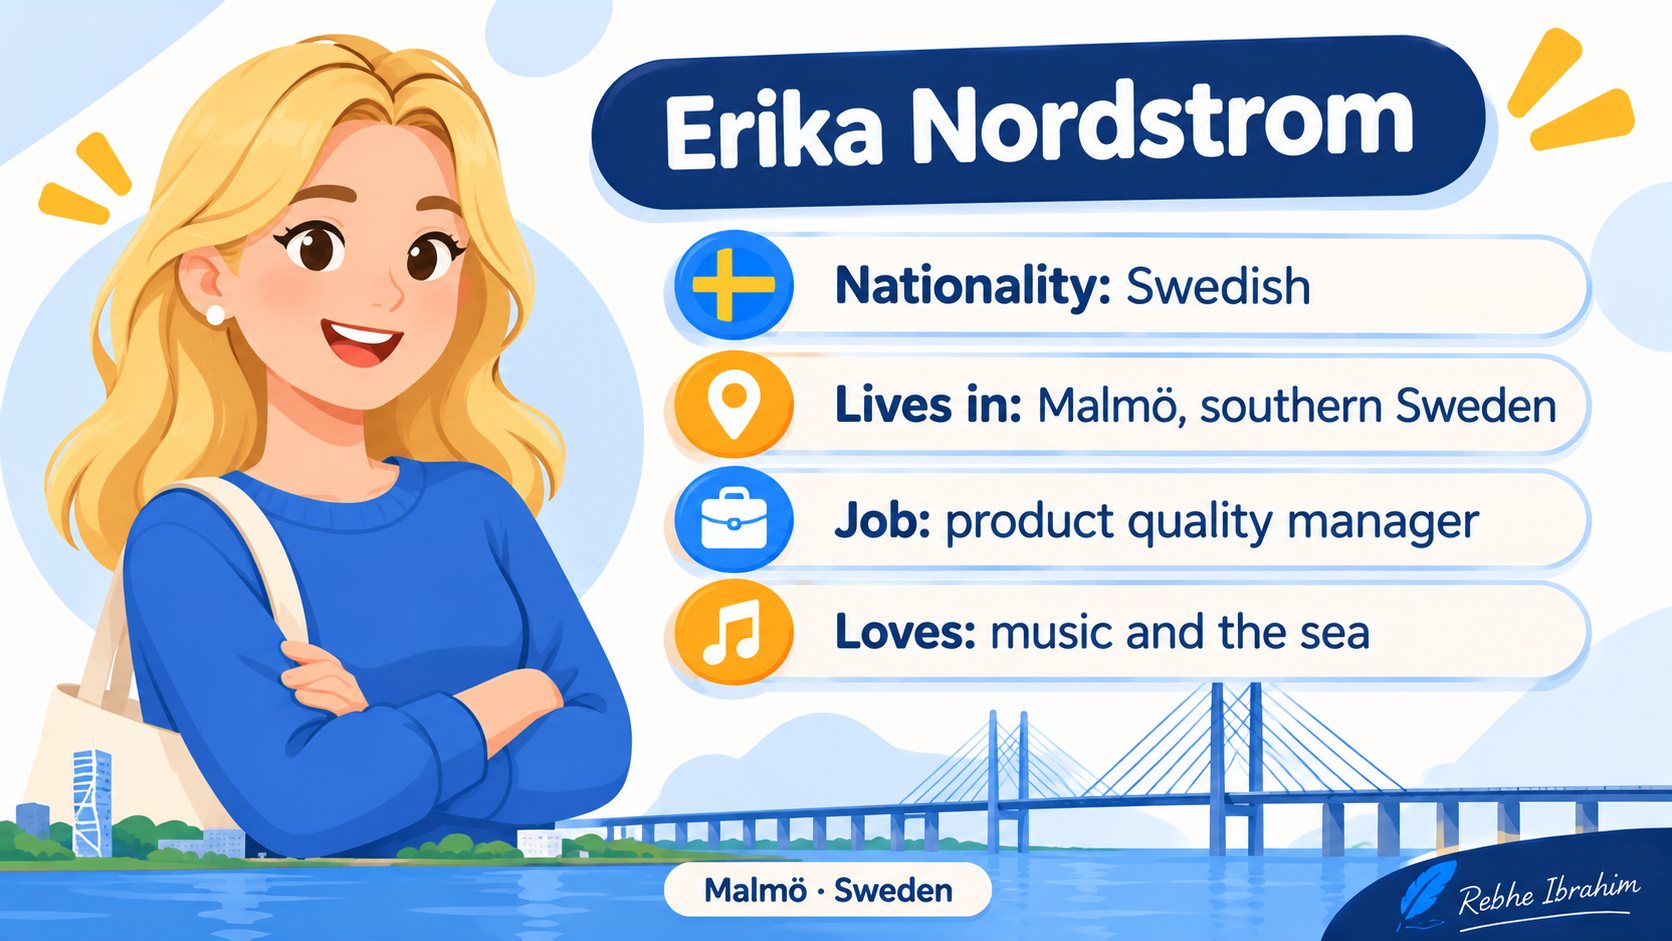 Erika Nordstrom
Nationality: Swedish
Lives in: Malmö, southern Sweden
Job: product quality manager
Loves: music and the sea
Malmö · Sweden
Rebhe Ibrahim